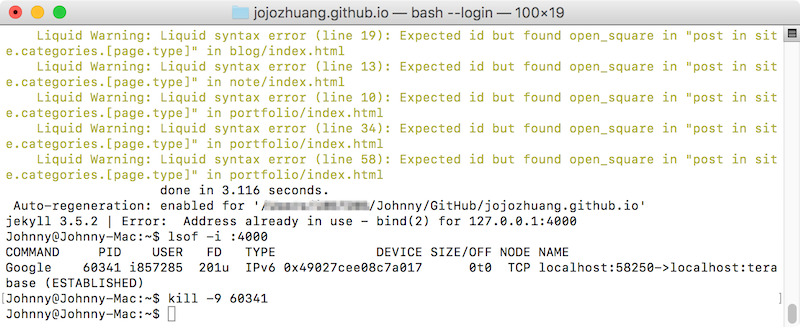 jojozhuang.github.io — bash --login — 100×19
Liquid Warning: Liquid syntax error (line 19): Expected id but found open_square in "post in sit
e.categories.[page.type]" in blog/index.html
Liquid Warning: Liquid syntax error (line 13): Expected id but found open_square in "post in sit
e.categories.[page.type]" in note/index.html
Liquid Warning: Liquid syntax error (line 10): Expected id but found open_square in "post in sit
e.categories.[page.type]" in portfolio/index.html
Liquid Warning: Liquid syntax error (line 34): Expected id but found open_square in "post in sit
e.categories.[page.type]" in portfolio/index.html
Liquid Warning: Liquid syntax error (line 58): Expected id but found open_square in "post in sit
e.categories.[page.type]" in portfolio/index.html
done in 3.116 seconds.
Auto-regeneration: enabled for '/Johnny/GitHub/jojozhuang.github.io'
jekyll 3.5.2 | Error:  Address already in use - bind(2) for 127.0.0.1:4000
Johnny@Johnny-Mac:~$ lsof -i :4000
COMMAND     PID    USER   FD   TYPE             DEVICE SIZE/OFF NODE NAME
Google    60341 i857285  201u  IPv6 0x49027cee08c7a017      0t0  TCP localhost:58250->localhost:tera
base (ESTABLISHED)
[Johnny@Johnny-Mac:~$ kill -9 60341 ]
Johnny@Johnny-Mac:~$